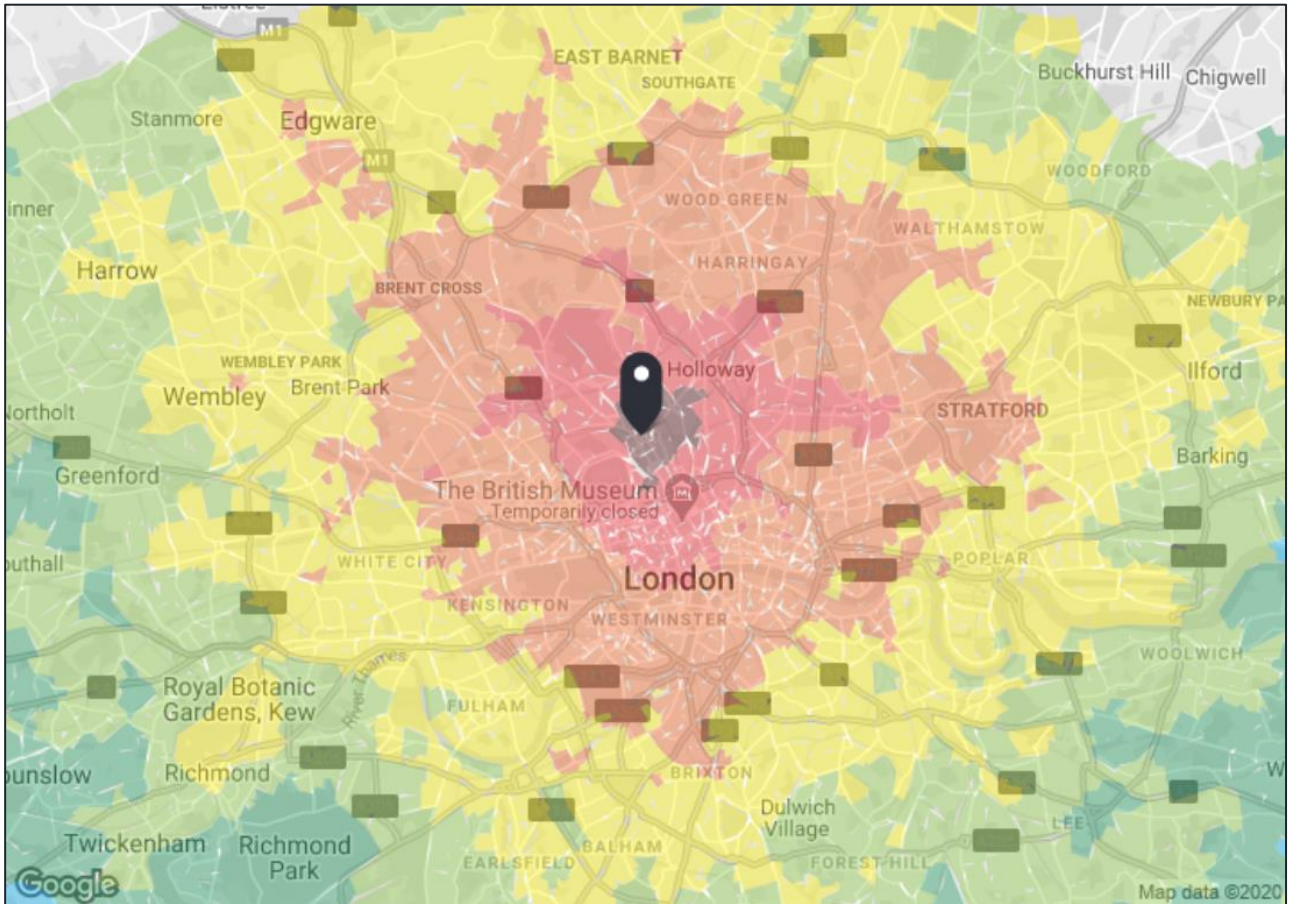 M1
EAST BARNET
SOUTHGATE
Buckhurst Hill
Chigwell
Stanmore
Edgware
M1
WOODFORD
inner
WOOD GREEN
WALTHAMSTOW
Harrow
HARRINGAY
BRENT CROSS
NEWBURY PA
WEMBLEY PARK
Holloway
Ilford
Wembley
Brent Park
Northolt
STRATFORD
Greenford
Barking
The British Museum
Temporarily closed
outhall
WHITE CITY
POPLAR
London
KENSINGTON
WESTMINSTER
WOOLWICH
River Thames
Royal Botanic
Gardens, Kew
FULHAM
ounslow
Richmond
BRIXTON
W
Dulwich
Village
LEE
Twickenham
Richmond
Park
BALHAM
EARLSFIELD
FOREST HILL
Google
Map data ©2020